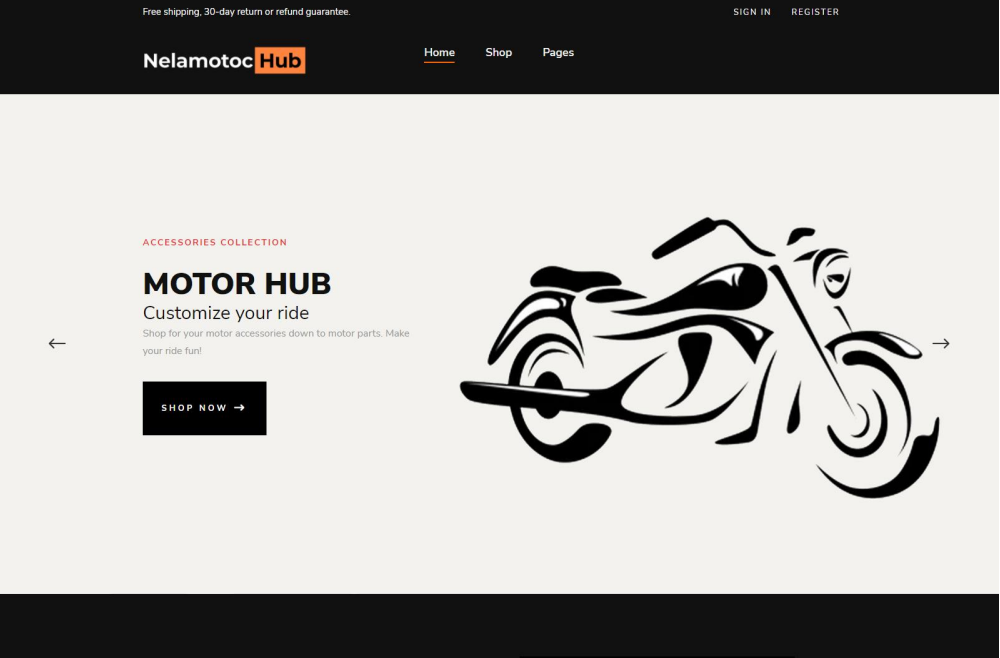 Free shipping, 30-day return or refund guarantee.
SIGN IN REGISTER
Nelamotoc Hub
Home Shop Pages
ACCESSORIES COLLECTION
MOTOR HUB
Customize your ride
Shop for your motor accessories down to motor parts. Make
your ride fun!
SHOP NOW